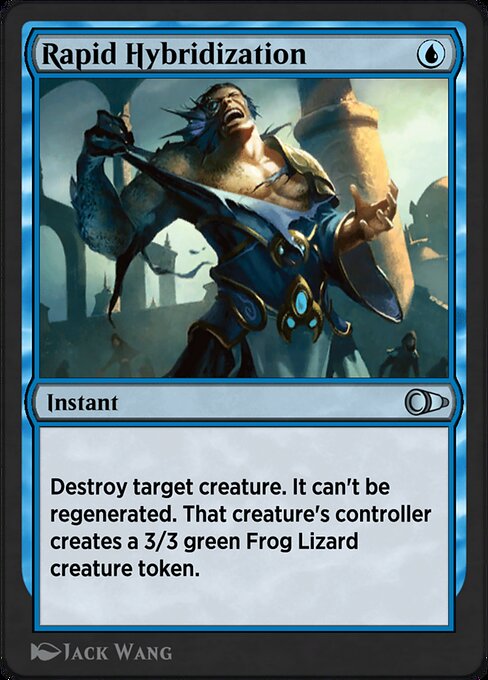 Rapid Hybridization
Instant
Destroy target creature. It can't be
regenerated. That creature's controller
creates a 3/3 green Frog Lizard
creature token.
Jack Wang